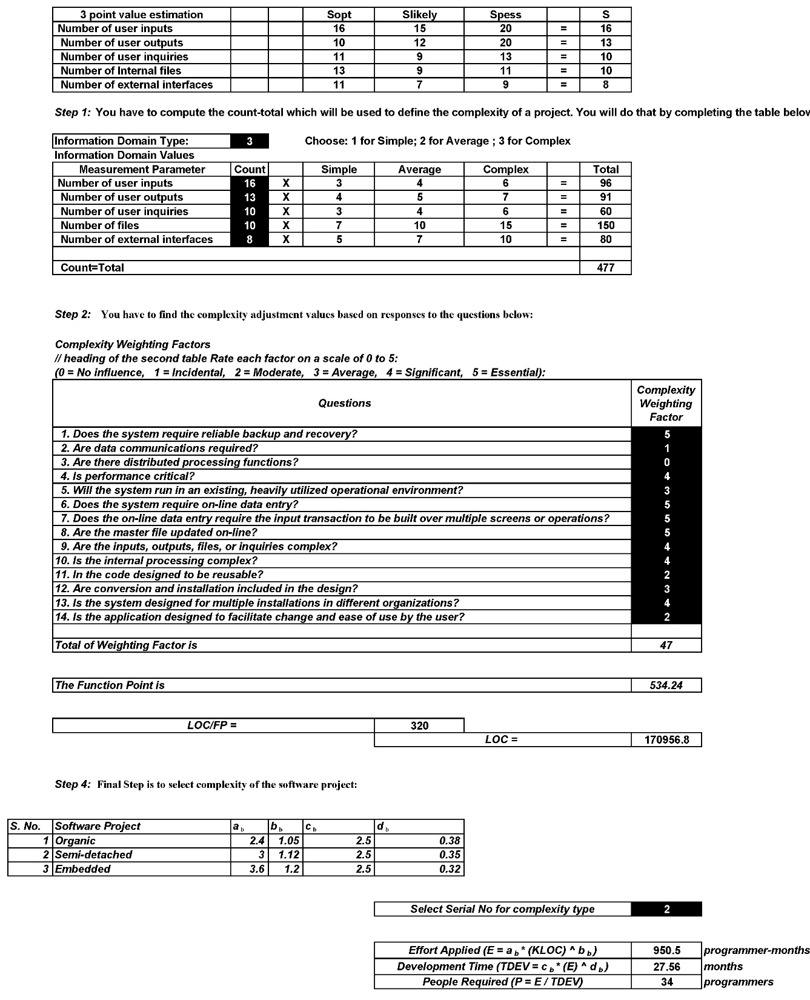 3 point value estimation Sopt Slikely Spess S
Number of user inputs 16 15 20 = 16
Number of user outputs 10 12 20 = 13
Number of user inquiries 11 9 13 = 10
Number of Internal files 13 9 11 = 10
Number of external interfaces 11 7 9 = 8
Step 1: You have to compute the count-total which will be used to define the complexity of a project. You will do that by completing the table below
Information Domain Type: 3 Choose: 1 for Simple; 2 for Average ; 3 for Complex
Information Domain Values
Measurement Parameter Count Simple Average Complex Total
Number of user inputs 16 X 3 4 6 = 96
Number of user outputs 13 X 4 5 7 = 91
Number of user inquiries 10 X 3 4 6 = 60
Number of files 10 X 7 10 15 = 150
Number of external interfaces 8 X 5 7 10 = 80
Count=Total 477
Step 2: You have to find the complexity adjustment values based on responses to the questions below:
Complexity Weighting Factors
// heading of the second table Rate each factor on a scale of 0 to 5:
(0 = No influence, 1 = Incidental, 2 = Moderate, 3 = Average, 4 = Significant, 5 = Essential):
Questions Complexity Weighting Factor
1. Does the system require reliable backup and recovery? 5
2. Are data communications required? 1
3. Are there distributed processing functions? 0
4. Is performance critical? 4
5. Will the system run in an existing, heavily utilized operational environment? 3
6. Does the system require on-line data entry? 5
7. Does the on-line data entry require the input transaction to be built over multiple screens or operations? 5
8. Are the master file updated on-line? 5
9. Are the inputs, outputs, files, or inquiries complex? 4
10. Is the internal processing complex? 4
11. In the code designed to be reusable? 2
12. Are conversion and installation included in the design? 3
13. Is the system designed for multiple installations in different organizations? 4
14. Is the application designed to facilitate change and ease of use by the user? 2
Total of Weighting Factor is 47
The Function Point is 534.24
LOC/FP = 320
LOC = 170956.8
Step 4: Final Step is to select complexity of the software project:
S. No. Software Project a b b b c b d b
1 Organic 2.4 1.05 2.5 0.38
2 Semi-detached 3 1.12 2.5 0.35
3 Embedded 3.6 1.2 2.5 0.32
Select Serial No for complexity type 2
Effort Applied (E = a b * (KLOC) ^ b b ) 950.5 programmer-months
Development Time (TDEV = c b * (E) ^ d b ) 27.56 months
People Required (P = E / TDEV) 34 programmers